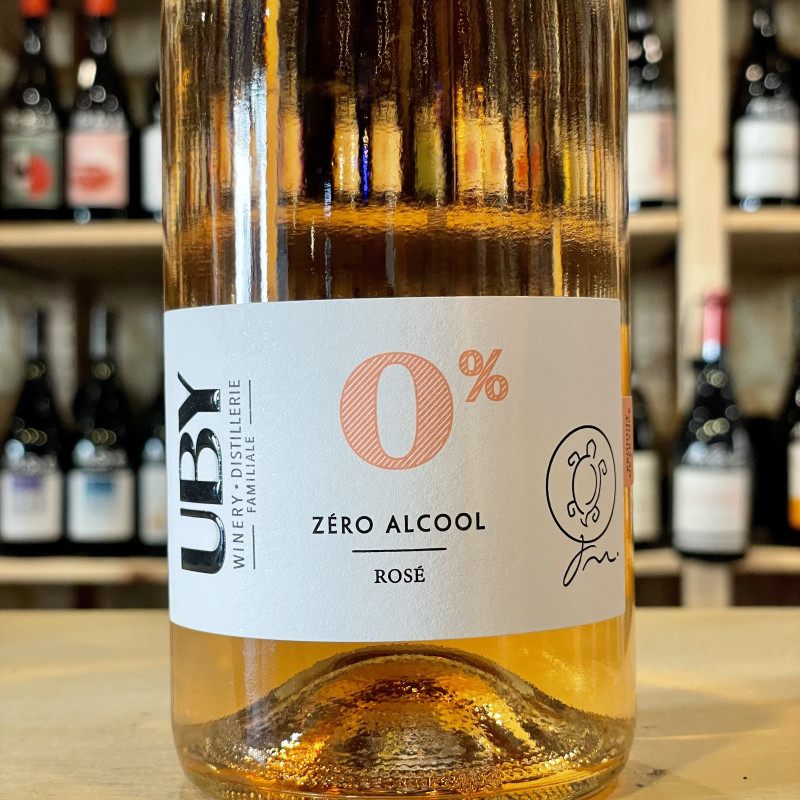 UBY
WINERY • DISTILLERIE
FAMILIALE
0%
ZÉRO ALCOOL
ROSÉ